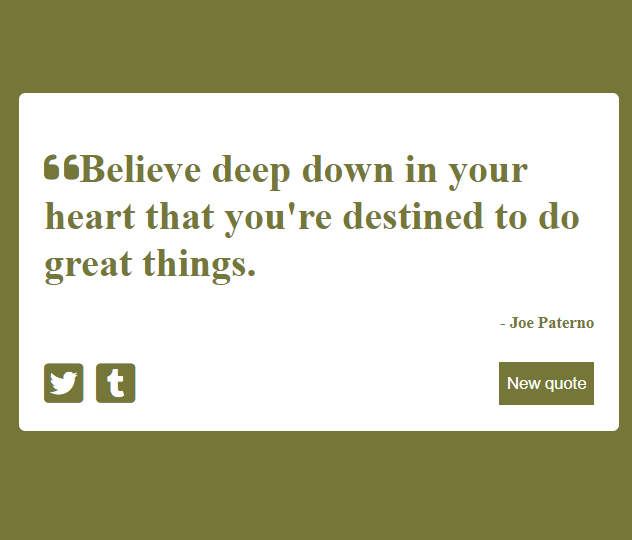 “Believe deep down in your
heart that you're destined to do
great things.
- Joe Paterno
New quote